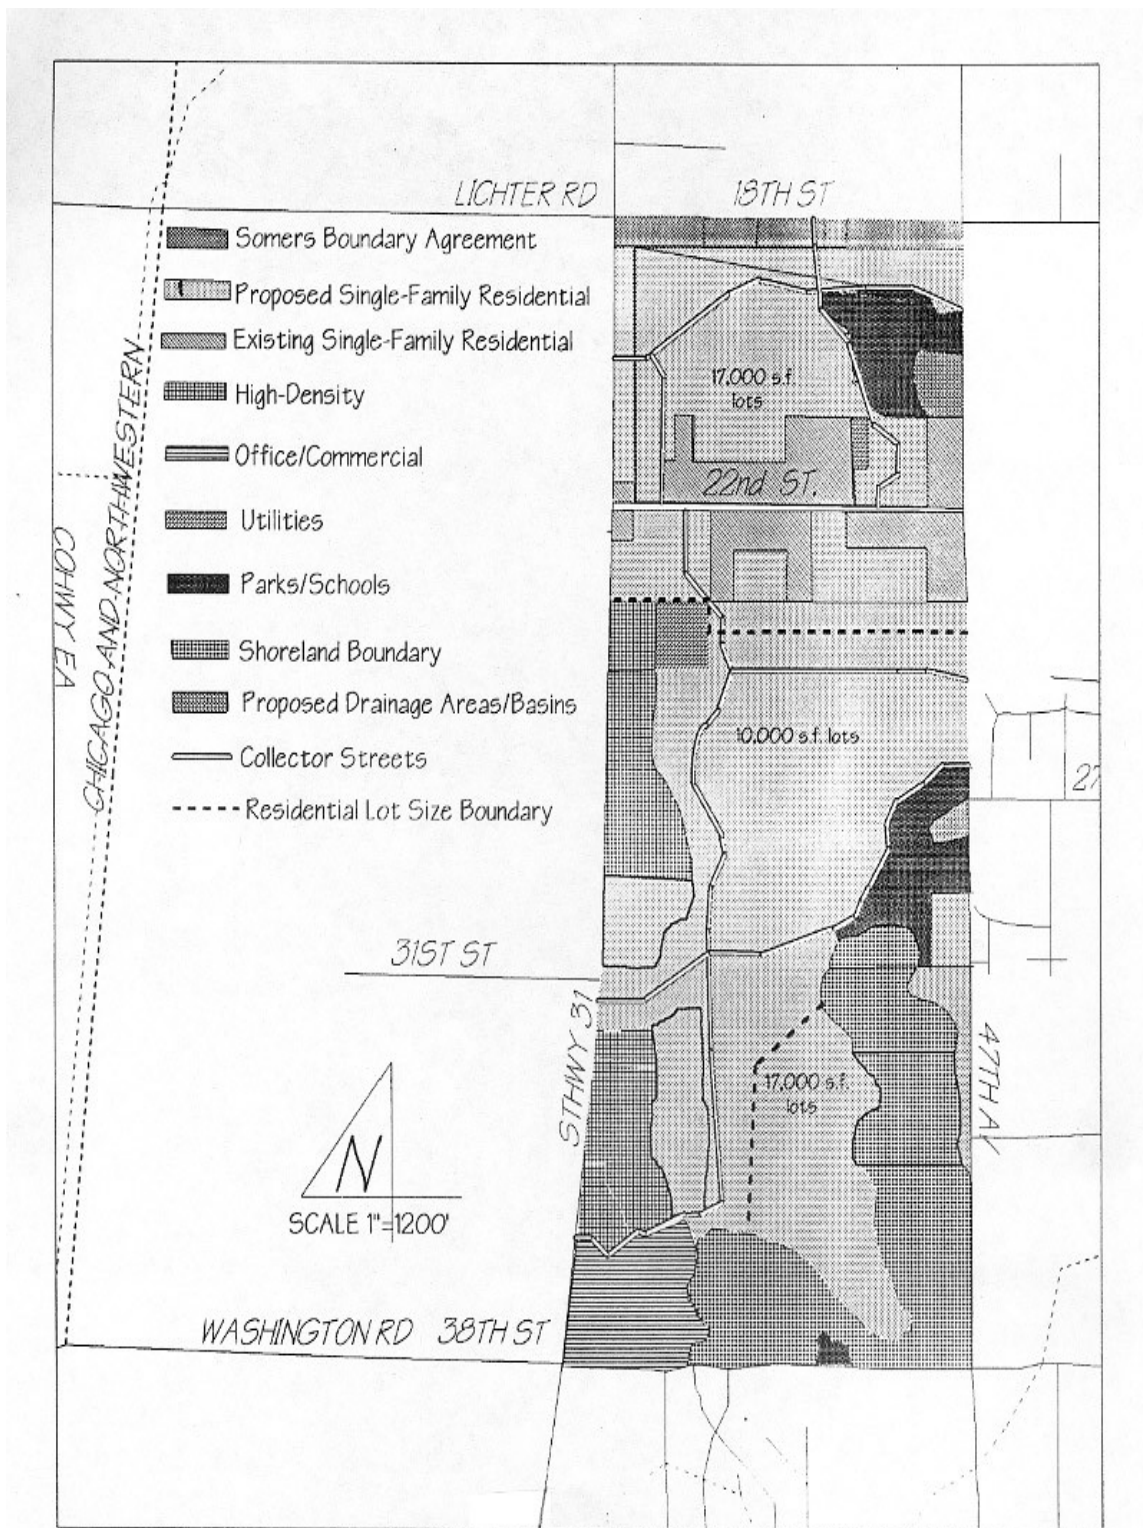 LICHTER RD
18TH ST
Somers Boundary Agreement
Proposed Single-Family Residential
Existing Single-Family Residential
High-Density
Office/Commercial
Utilities
Parks/Schools
Shoreland Boundary
Proposed Drainage Areas/Basins
Collector Streets
Residential Lot Size Boundary
CHICAGO AND NORTHWESTERN
COHWY EA
17,000 s.f.
lots
22nd ST.
10,000 s.f. lots
27
31ST ST
STHWY 31
47TH AV
17,000 s.f.
lots
N
SCALE 1"=1200'
WASHINGTON RD 38TH ST